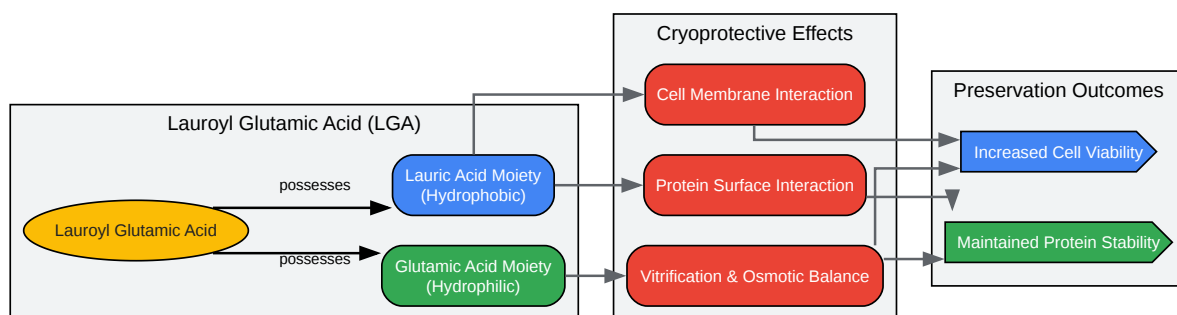 Cryoprotective Effects
Cell Membrane Interaction
Preservation Outcomes
Lauroyl Glutamic Acid (LGA)
Increased Cell Viability
Lauric Acid Moiety
(Hydrophobic)
possesses
Protein Surface Interaction
Lauroyl Glutamic Acid
Maintained Protein Stability
possesses
Glutamic Acid Moiety
(Hydrophilic)
Vitrification & Osmotic Balance